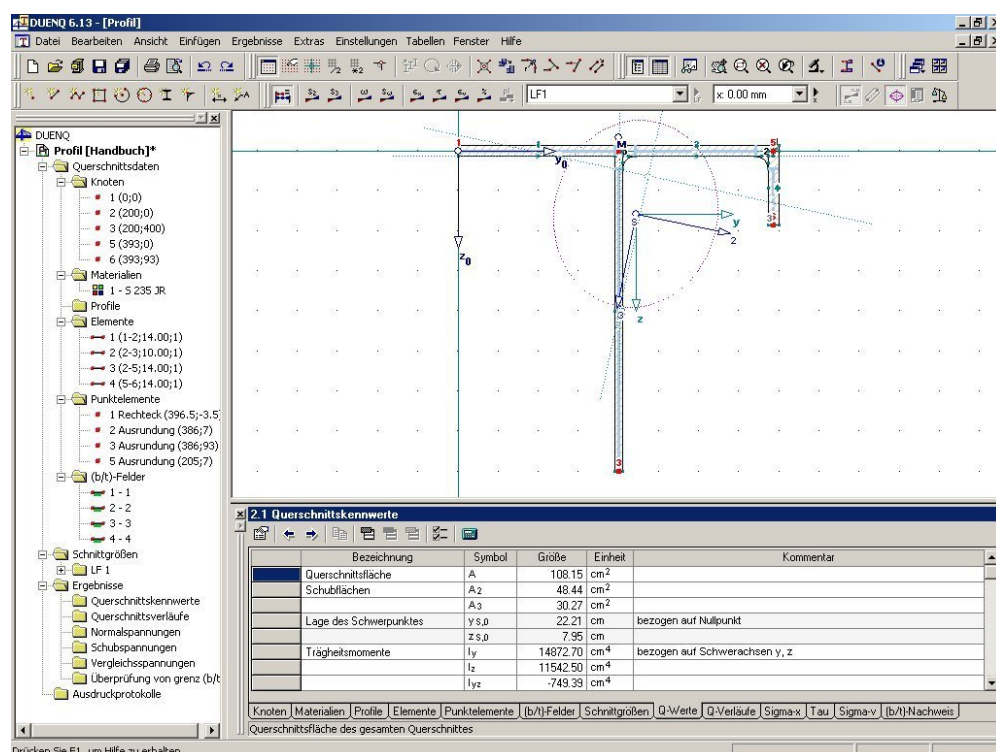 DUENQ 6.13 - [Profil]
Datei Bearbeiten Ansicht Einfügen Ergebnisse Extras Einstellungen Tabellen Fenster Hilfe
LF1
x: 0.00 mm
DUENQ
Profil [Handbuch]*
Querschnittsdaten
Knoten
1 (0;0)
2 (200;0)
3 (200;400)
5 (393;0)
6 (393;93)
Materialien
1 - S 235 JR
Profile
Elemente
1 (1-2;14.00;1)
2 (2-3;10.00;1)
3 (2-5;14.00;1)
4 (5-6;14.00;1)
Punktelemente
1 Rechteck (396.5;-3.5)
2 Ausrundung (386;7)
3 Ausrundung (386;93)
5 Ausrundung (205;7)
(b/t)-Felder
1 - 1
2 - 2
3 - 3
4 - 4
Schnittgrößen
LF 1
Ergebnisse
Querschnittskennwerte
Querschnittsverläufe
Normalspannungen
Schubspannungen
Vergleichsspannungen
Überprüfung von grenz (b/t
Ausdruckprotokolle
1 1 M 2 2 5
y0
3
S y
2
z0
3 z
3
2.1 Querschnittskennwerte
Bezeichnung Symbol Größe Einheit Kommentar
Querschnittsfläche A 108.15 cm2
Schubflächen A2 48.44 cm2
A3 30.27 cm2
Lage des Schwerpunktes y S,0 22.21 cm bezogen auf Nullpunkt
z S,0 7.95 cm
Trägheitsmomente Iy 14872.70 cm4 bezogen auf Schwerachsen y, z
Iz 11542.50 cm4
Iyz -749.39 cm4
Knoten Materialien Profile Elemente Punktelemente (b/t)-Felder Schnittgrößen Q-Werte Q-Verläufe Sigma-x Tau Sigma-v (b/t)-Nachweis
Querschnittsfläche des gesamten Querschnittes
Drücken Sie F1, um Hilfe zu erhalten